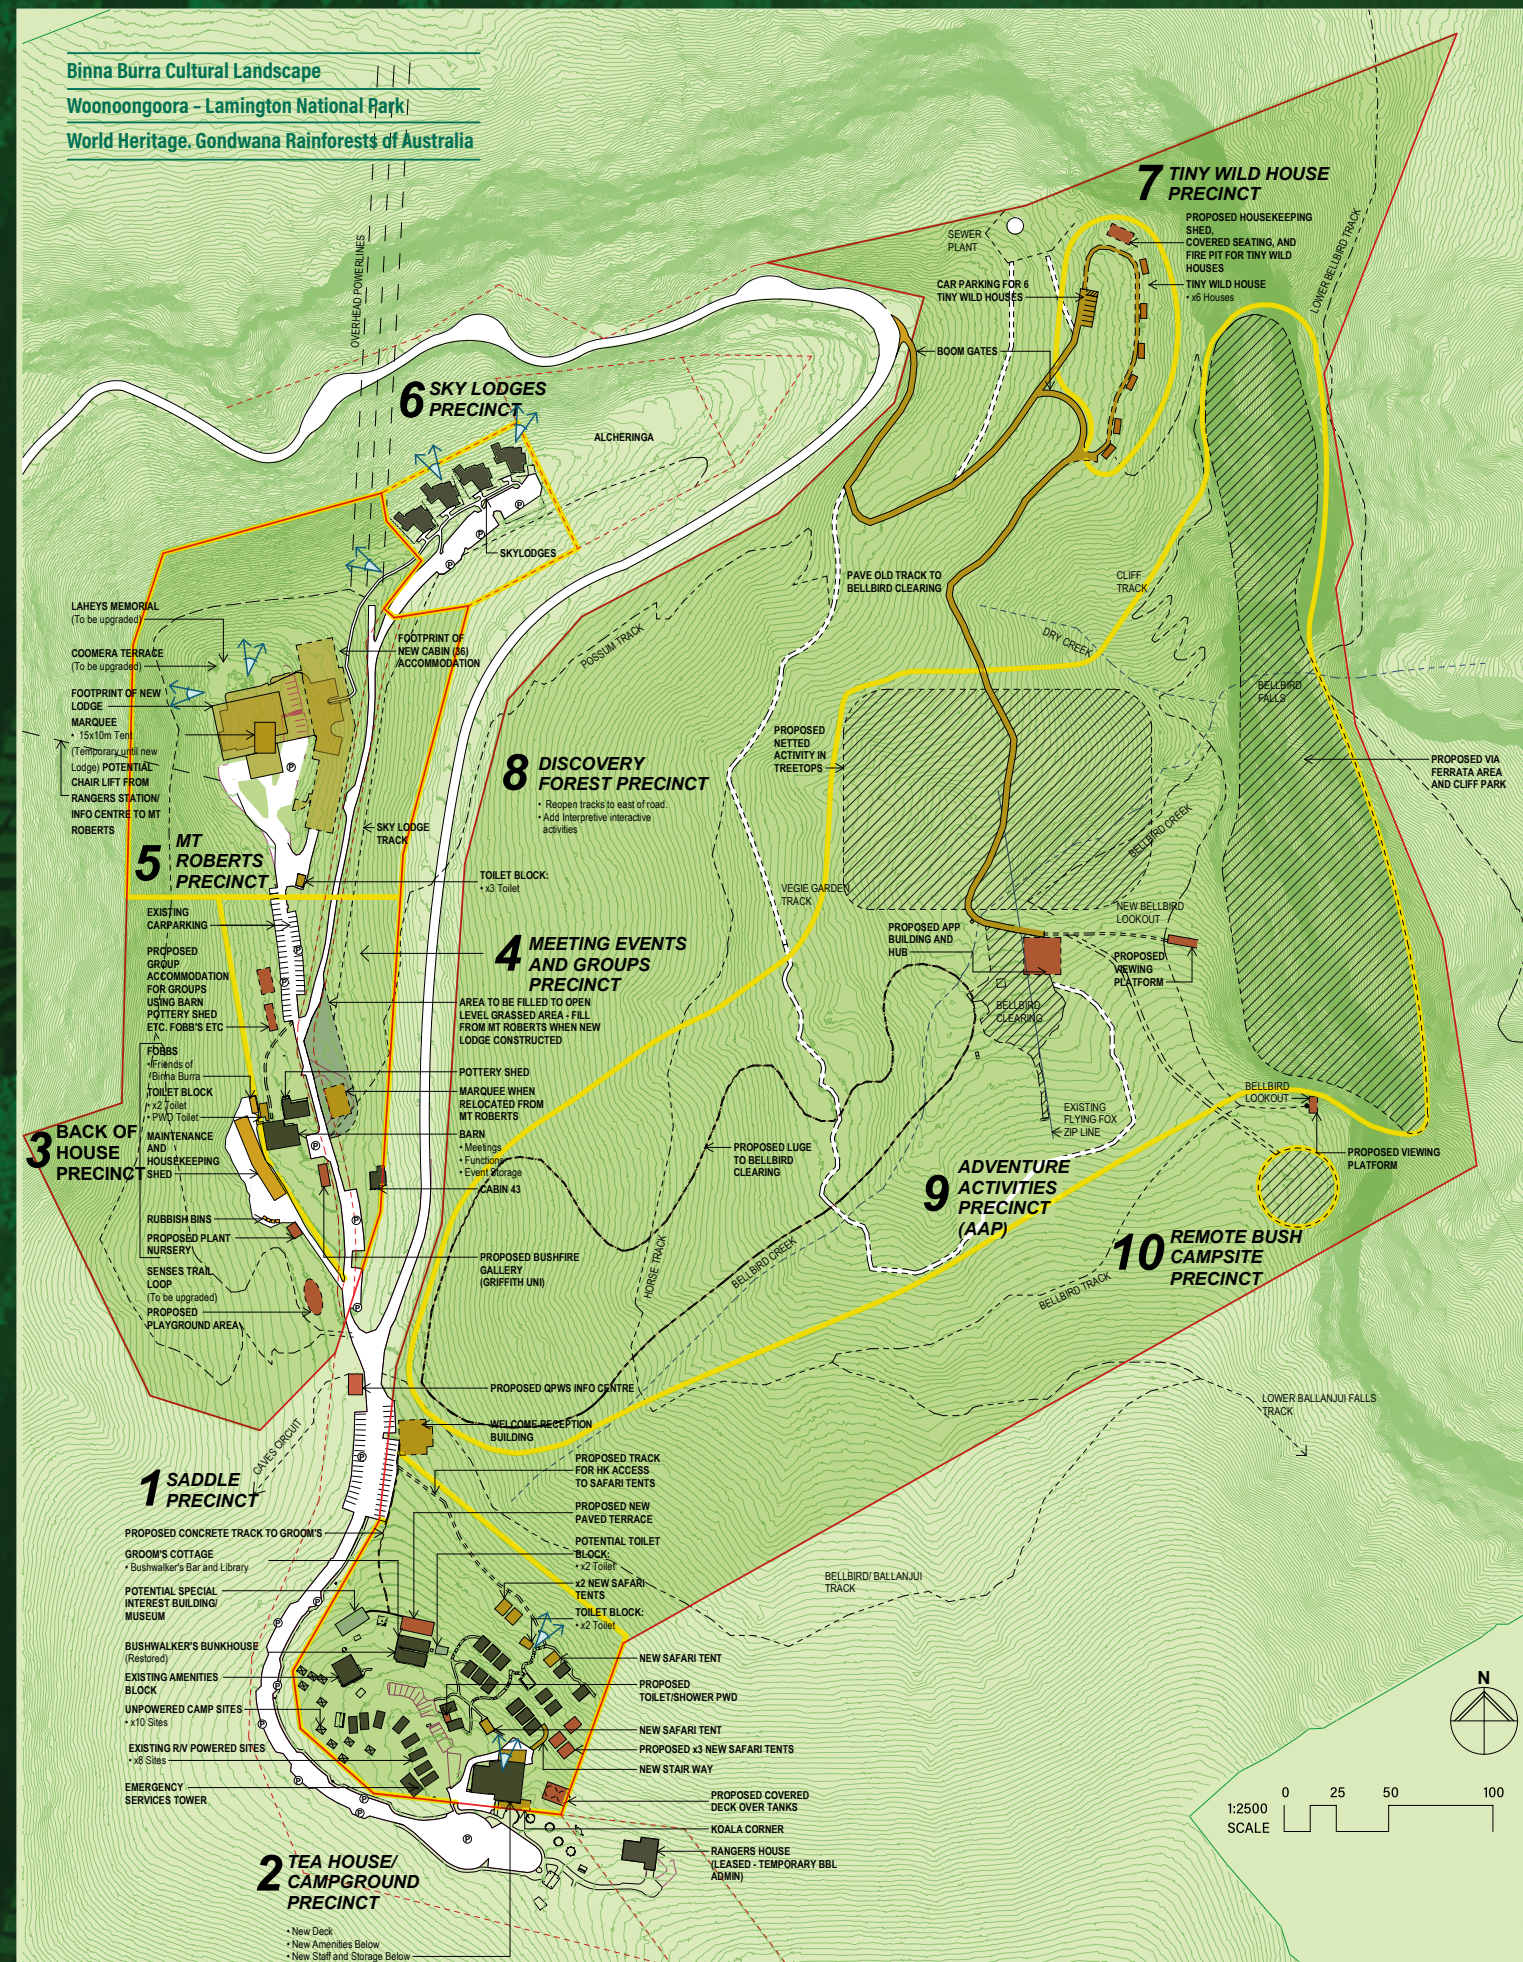 Binna Burra Cultural Landscape
Woonoongoora – Lamington National Park
World Heritage. Gondwana Rainforests of Australia
OVERHEAD POWERLINES
7 TINY WILD HOUSE
PRECINCT
PROPOSED HOUSEKEEPING
SHED,
COVERED SEATING, AND
FIRE PIT FOR TINY WILD
HOUSES
TINY WILD HOUSE
• x6 Houses
SEWER
PLANT
CAR PARKING FOR 6
TINY WILD HOUSES
BOOM GATES
LOWER BELLBIRD TRACK
6 SKY LODGES
PRECINCT
ALCHERINGA
SKYLODGES
PAVE OLD TRACK TO
BELLBIRD CLEARING
CLIFF
TRACK
DRY CREEK
BELLBIRD
FALLS
POSSUM TRACK
LAHEYS MEMORIAL
(To be upgraded)
COOMERA TERRACE
(To be upgraded)
FOOTPRINT OF NEW
LODGE
MARQUEE
• 15x10m Tent
(Temporary until new
Lodge) POTENTIAL
CHAIR LIFT FROM
RANGERS STATION/
INFO CENTRE TO MT
ROBERTS
FOOTPRINT OF
NEW CABIN (36)
ACCOMMODATION
SKY LODGE
TRACK
5 MT
ROBERTS
PRECINCT
8 DISCOVERY
FOREST PRECINCT
• Reopen tracks to east of road.
• Add Interpretive interactive
activities
PROPOSED
NETTED
ACTIVITY IN
TREETOPS
PROPOSED VIA
FERRATA AREA
AND CLIFF PARK
BELLBIRD CREEK
VEGIE GARDEN
TRACK
NEW BELLBIRD
LOOKOUT
PROPOSED APP
BUILDING AND
HUB
PROPOSED
VIEWING
PLATFORM
BELLBIRD
CLEARING
TOILET BLOCK:
• x3 Toilet
EXISTING
CARPARKING
PROPOSED
GROUP
ACCOMMODATION
FOR GROUPS
USING BARN
POTTERY SHED
ETC. FOBB'S ETC
4 MEETING EVENTS
AND GROUPS
PRECINCT
AREA TO BE FILLED TO OPEN
LEVEL GRASSED AREA - FILL
FROM MT ROBERTS WHEN NEW
LODGE CONSTRUCTED
POTTERY SHED
MARQUEE WHEN
RELOCATED FROM
MT ROBERTS
BARN
• Meetings
• Functions
• Event Storage
CABIN 43
FOBBS
• Friends of
Binna Burra
TOILET BLOCK
• x2 Toilet
• PWD Toilet
MAINTENANCE
AND
HOUSEKEEPING
SHED
3 BACK OF
HOUSE
PRECINCT
RUBBISH BINS
PROPOSED PLANT
NURSERY
SENSES TRAIL
LOOP
(To be upgraded)
PROPOSED
PLAYGROUND AREA
PROPOSED BUSHFIRE
GALLERY
(GRIFFITH UNI)
PROPOSED LUGE
TO BELLBIRD
CLEARING
EXISTING
FLYING FOX
ZIP LINE
BELLBIRD
LOOKOUT
PROPOSED VIEWING
PLATFORM
9 ADVENTURE
ACTIVITIES
PRECINCT
(AAP)
10 REMOTE BUSH
CAMPSITE
PRECINCT
HORSE TRACK
BELLBIRD CREEK
BELLBIRD TRACK
PROPOSED QPWS INFO CENTRE
WELCOME RECEPTION
BUILDING
CAVES CIRCUIT
LOWER BALLANJUI FALLS
TRACK
BELLBIRD/ BALLANJUI
TRACK
1 SADDLE
PRECINCT
PROPOSED TRACK
FOR HK ACCESS
TO SAFARI TENTS
PROPOSED NEW
PAVED TERRACE
POTENTIAL TOILET
BLOCK:
• x2 Toilet
x2 NEW SAFARI
TENTS
TOILET BLOCK:
• x2 Toilet
NEW SAFARI TENT
PROPOSED
TOILET/SHOWER PWD
NEW SAFARI TENT
PROPOSED x3 NEW SAFARI TENTS
NEW STAIR WAY
PROPOSED COVERED
DECK OVER TANKS
KOALA CORNER
RANGERS HOUSE
(LEASED - TEMPORARY BBL
ADMIN)
PROPOSED CONCRETE TRACK TO GROOM'S
GROOM'S COTTAGE
• Bushwalker's Bar and Library
POTENTIAL SPECIAL
INTEREST BUILDING/
MUSEUM
BUSHWALKER'S BUNKHOUSE
(Restored)
EXISTING AMENITIES
BLOCK
UNPOWERED CAMP SITES
• x10 Sites
EXISTING R/V POWERED SITES
• x8 Sites
EMERGENCY
SERVICES TOWER
2 TEA HOUSE/
CAMPGROUND
PRECINCT
• New Deck
• New Amenities Below
• New Staff and Storage Below
N
1:2500
SCALE
0 25 50 100